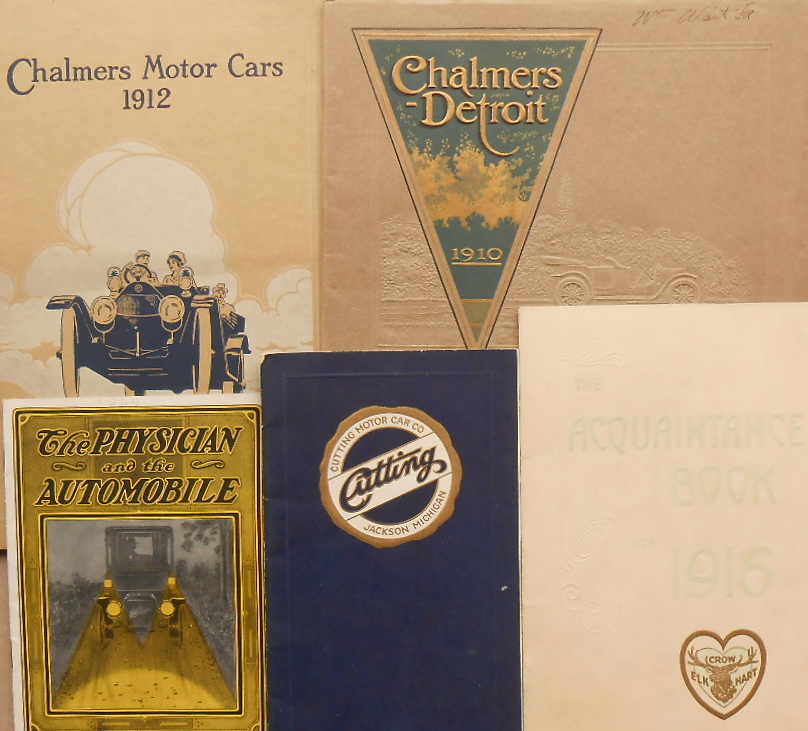 Chalmers Motor Cars
1912
Chalmers
-Detroit
1910
The PHYSICIAN
and the
AUTOMOBILE
CUTTING MOTOR CAR CO
Cutting
JACKSON MICHIGAN
THE
ACQUAINTANCE
BOOK
FOR
1916
CROW
ELK HART